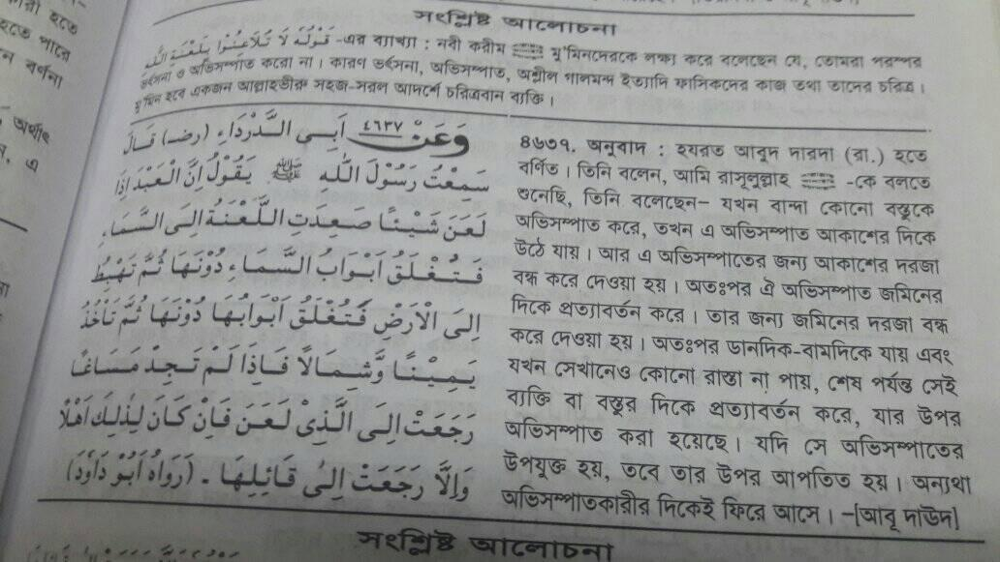 সংশ্লিষ্ট আলোচনা
قَوْلُهُ لَا تَلَاعَنُوْا بِلَعْنَةِ اللّٰهِ -এর ব্যাখ্যা : নবী করীম ﷺ মু'মিনদেরকে লক্ষ্য করে বলেছেন যে, তোমরা পরস্পর
ভর্ৎসনা ও অভিসম্পাত করো না। কারণ ভর্ৎসনা, অভিসম্পাত, অশ্লীল গালমন্দ ইত্যাদি ফাসিকদের কাজ তথা তাদের চরিত্র।
মু'মিন হবে একজন আল্লাহভীরু সহজ-সরল আদর্শে চরিত্রবান ব্যক্তি।
وَعَنْ ٤٦٣٧ اَبِى الدَّرْدَاءِ (رض) قَالَ
سَمِعْتُ رَسُوْلَ اللّٰهِ ﷺ يَقُوْلُ اِنَّ الْعَبْدَ اِذَا
لَعَنَ شَيْئًا صَعِدَتِ اللَّعْنَةُ اِلَى السَّمَاءِ
فَتُغْلَقُ اَبْوَابُ السَّمَاءِ دُوْنَهَا ثُمَّ تَهْبِطُ
اِلَى الْاَرْضِ فَتُغْلَقُ اَبْوَابُهَا دُوْنَهَا ثُمَّ تَأْخُذُ
يَمِيْنًا وَّشِمَالًا فَاِذَا لَمْ تَجِدْ مَسَاغًا
رَجَعَتْ اِلَى الَّذِىْ لَعَنَ فَاِنْ كَانَ لِذٰلِكَ اَهْلًا
وَاِلَّا رَجَعَتْ اِلٰى قَائِلِهَا ـ (رَوَاهُ اَبُوْ دَاوُدَ)
৪৬৩৭. অনুবাদ : হযরত আবূদ দারদা (রা.) হতে
বর্ণিত। তিনি বলেন, আমি রাসূলুল্লাহ ﷺ -কে বলতে
শুনেছি, তিনি বলেছেন– যখন বান্দা কোনো বস্তুকে
অভিসম্পাত করে, তখন এ অভিসম্পাত আকাশের দিকে
উঠে যায়। আর এ অভিসম্পাতের জন্য আকাশের দরজা
বন্ধ করে দেওয়া হয়। অতঃপর ঐ অভিসম্পাত জমিনের
দিকে প্রত্যাবর্তন করে। তার জন্য জমিনের দরজা বন্ধ
করে দেওয়া হয়। অতঃপর ডানদিক-বামদিকে যায় এবং
যখন সেখানেও কোনো রাস্তা না পায়, শেষ পর্যন্ত সেই
ব্যক্তি বা বস্তুর দিকে প্রত্যাবর্তন করে, যার উপর
অভিসম্পাত করা হয়েছে। যদি সে অভিসম্পাতের
উপযুক্ত হয়, তবে তার উপর আপতিত হয়। অন্যথা
অভিসম্পাতকারীর দিকেই ফিরে আসে। –[আবূ দাউদ]
সংশ্লিষ্ট আলোচনা